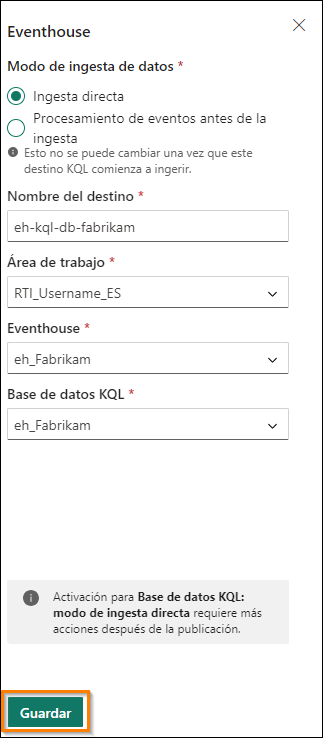 Eventhouse
Modo de ingesta de datos *
Ingesta directa
Procesamiento de eventos antes de la
ingesta
Esto no se puede cambiar una vez que este
destino KQL comienza a ingerir.
Nombre del destino *
eh-kql-db-fabrikam
Área de trabajo *
RTI_Username_ES
Eventhouse *
eh_Fabrikam
Base de datos KQL *
eh_Fabrikam
Activación para Base de datos KQL:
modo de ingesta directa requiere más
acciones después de la publicación.
Guardar